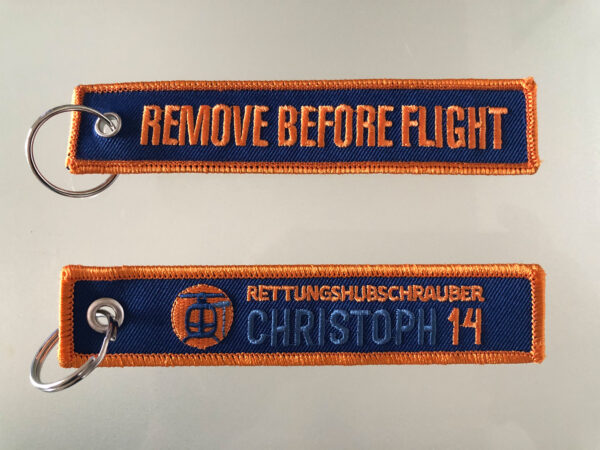 REMOVE BEFORE FLIGHT
RETTUNGSHUBSCHRAUBER
CHRISTOPH 14